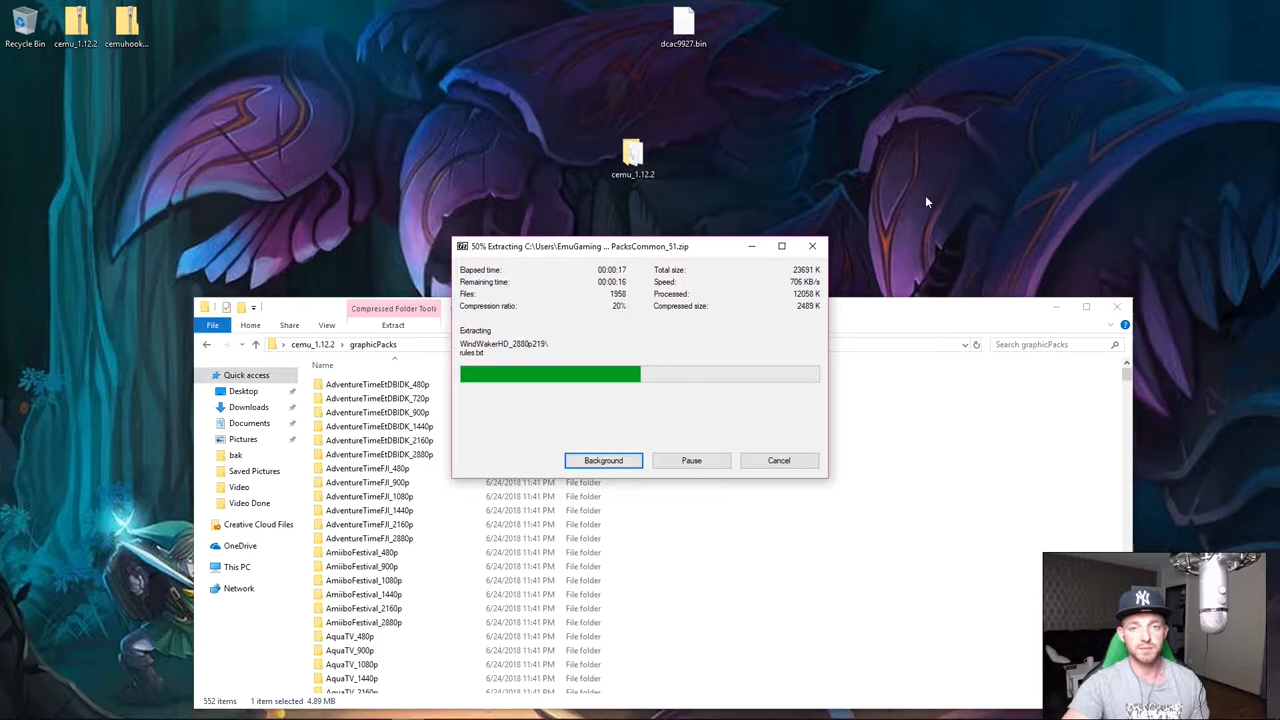 Recycle Bin
cemu_1.12.2
cemuhook...
dcac9927.bin
cemu_1.12.2
50% Extracting C:\Users\EmuGaming ... PacksCommon_51.zip
Elapsed time: 00:00:17 Total size: 23691 K
Remaining time: 00:00:16 Speed: 706 KB/s
Files: 1958 Processed: 12058 K
Compression ratio: 20% Compressed size: 2489 K
Extracting
WindWakerHD_2880p219\
rules.txt
Background Pause Cancel
Compressed Folder Tools
File Home Share View Extract
cemu_1.12.2 > graphicPacks
Search graphicPacks
Name
Quick access
Desktop
Downloads
Documents
Pictures
bak
Saved Pictures
Video
Video Done
Creative Cloud Files
OneDrive
This PC
Network
AdventureTimeEtDBIDK_480p
AdventureTimeEtDBIDK_720p
AdventureTimeEtDBIDK_900p
AdventureTimeEtDBIDK_1440p
AdventureTimeEtDBIDK_2160p
AdventureTimeEtDBIDK_2880p
AdventureTimeFJI_480p
AdventureTimeFJI_900p 6/24/2018 11:41 PM File folder
AdventureTimeFJI_1080p 6/24/2018 11:41 PM File folder
AdventureTimeFJI_1440p 6/24/2018 11:41 PM File folder
AdventureTimeFJI_2160p 6/24/2018 11:41 PM File folder
AdventureTimeFJI_2880p 6/24/2018 11:41 PM File folder
AmiiboFestival_480p 6/24/2018 11:41 PM File folder
AmiiboFestival_900p 6/24/2018 11:41 PM File folder
AmiiboFestival_1080p 6/24/2018 11:41 PM File folder
AmiiboFestival_1440p 6/24/2018 11:41 PM File folder
AmiiboFestival_2160p 6/24/2018 11:41 PM File folder
AmiiboFestival_2880p 6/24/2018 11:41 PM File folder
AquaTV_480p 6/24/2018 11:41 PM File folder
AquaTV_900p 6/24/2018 11:41 PM File folder
AquaTV_1080p 6/24/2018 11:41 PM File folder
AquaTV_1440p 6/24/2018 11:41 PM File folder
AquaTV_2160p 6/24/2018 11:41 PM File folder
552 items 1 item selected 4.89 MB
NY